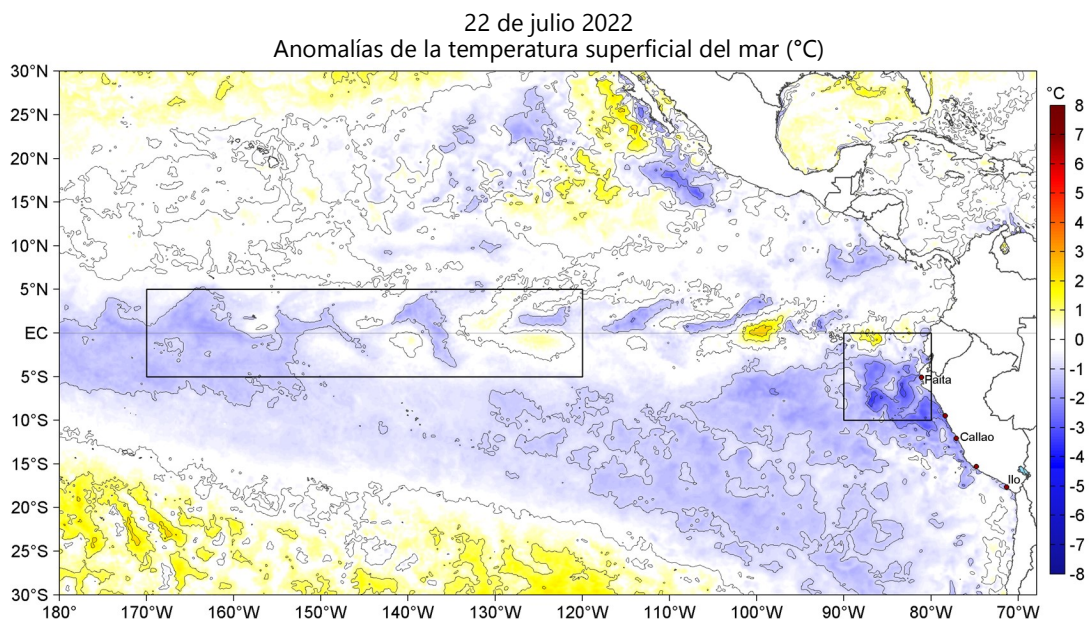 22 de julio 2022
Anomalías de la temperatura superficial del mar (°C)
30°N
25°N
20°N
15°N
10°N
5°N
EC
5°S
10°S
15°S
20°S
25°S
30°S
180
170°W
160°W
150°W
140°W
130°W
120°W
110°W
100°W
90°W
80°W
70°W
Paita
Callao
Ilo
°C
8
7
6
5
4
3
2
1
0
-1
-2
-3
-4
-5
-6
-7
-8